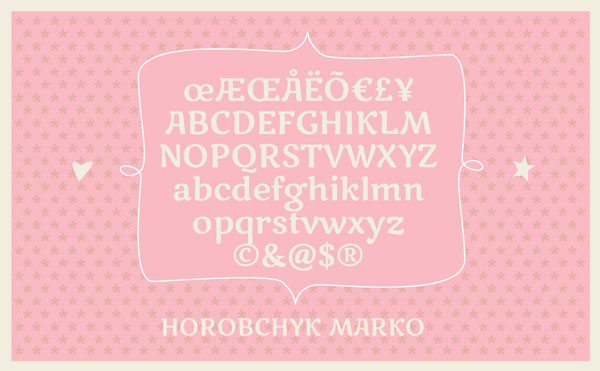 œÆŒÅËÕ€£¥
ABCDEFGHIKLM
NOPQRSTVWXYZ
abcdefghiklmn
opqrstvwxyz
©&@$®
HOROBCHYK MARKO